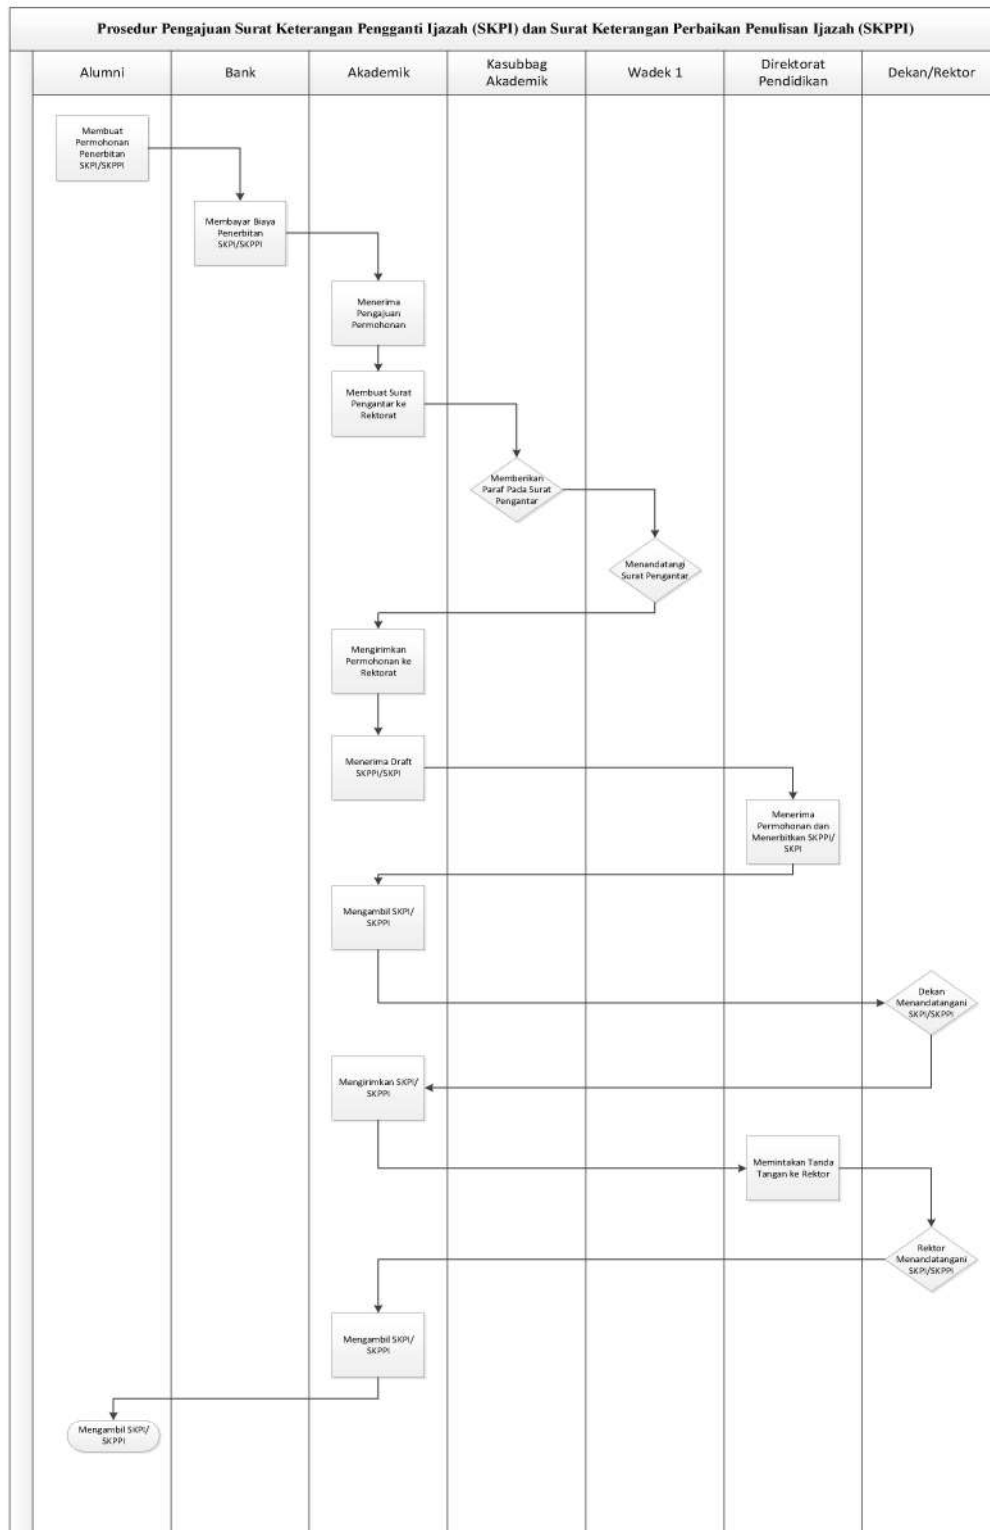 Prosedur Pengajuan Surat Keterangan Pengganti Ijazah (SKPI) dan Surat Keterangan Perbaikan Penulisan Ijazah (SKPPI)
Alumni
Bank
Akademik
Kasubbag
Akademik
Wadek 1
Direktorat
Pendidikan
Dekan/Rektor
Membuat
Permohonan
Penerbitan
SKPI/SKPPI
Membayar Biaya
Penerbitan
SKPI/SKPPI
Menerima
Pengajuan
Permohonan
Membuat Surat
Pengantar ke
Rektorat
Memberikan
Paraf Pada Surat
Pengantar
Menandatangi
Surat Pengantar
Mengirimkan
Permohonan ke
Rektorat
Menerima Draft
SKPPI/SKPI
Menerima
Permohonan dan
Menerbitkan SKPPI/
SKPI
Mengambil SKPI/
SKPPI
Dekan
Menandatangani
SKPI/SKPPI
Mengirimkan SKPI/
SKPPI
Memintakan Tanda
Tangan ke Rektor
Rektor
Menandatangani
SKPI/SKPPI
Mengambil SKPI/
SKPPI
Mengambil SKPI/
SKPPI